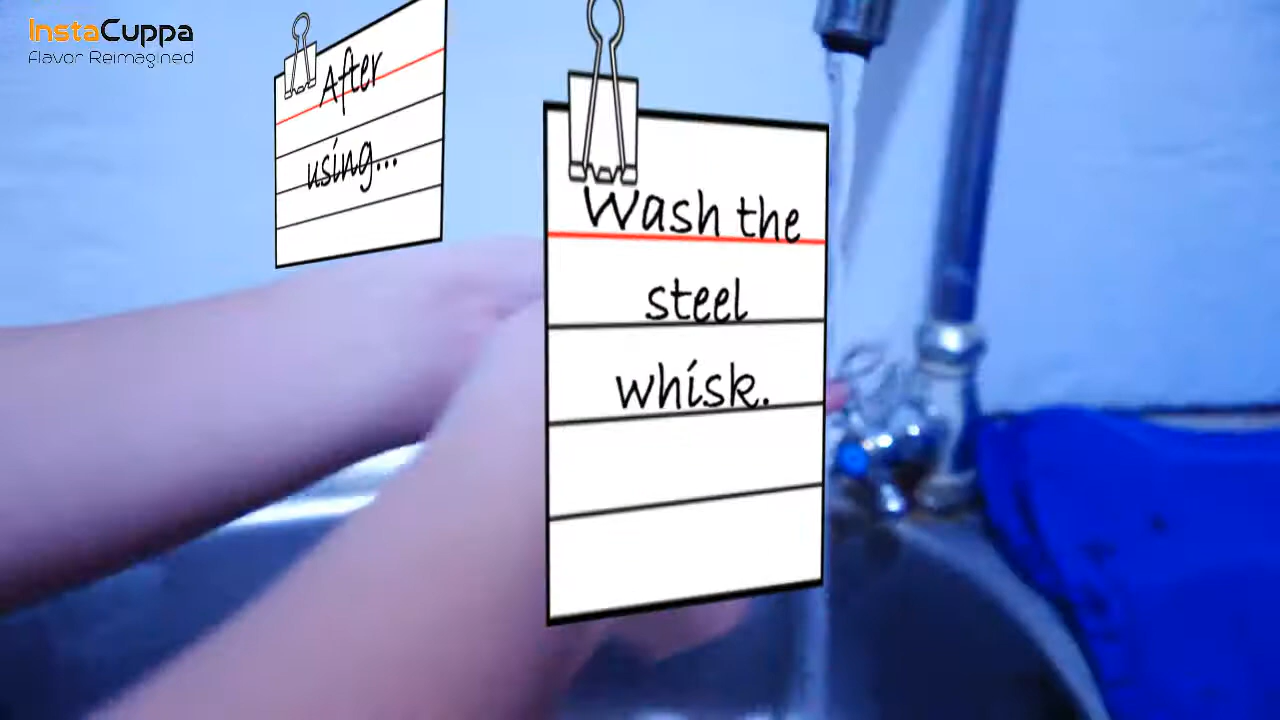 InstaCuppa
Flavor Reimagined
After
using...
Wash the
steel
whisk.